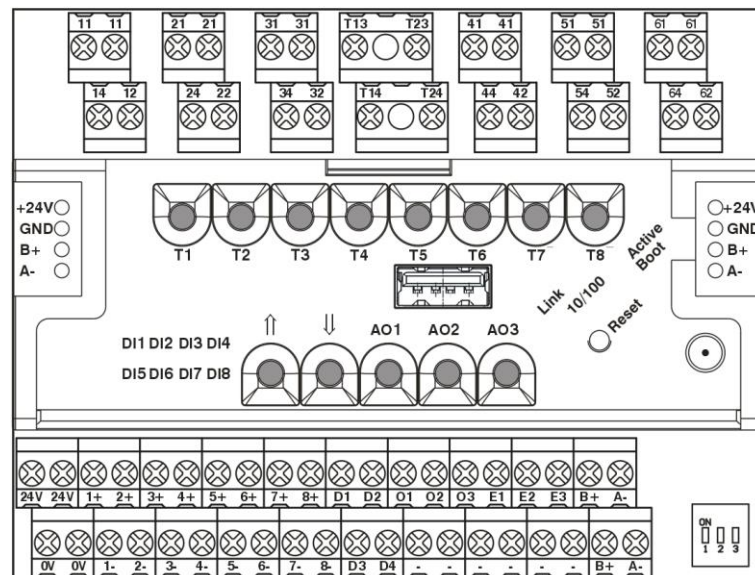 11 11 21 21 31 31 T13 T23 41 41 51 51 61 61
14 12 24 22 34 32 T14 T24 44 42 54 52 64 62
+24V
GND
B+
A-
T1 T2 T3 T4 T5 T6 T7 T8
Active
Boot
Link
10/100
Reset
+24V
GND
B+
A-
⇑ ⇓ AO1 AO2 AO3
DI1 DI2 DI3 DI4
DI5 DI6 DI7 DI8
24V 24V 1+ 2+ 3+ 4+ 5+ 6+ 7+ 8+ D1 D2 O1 O2 O3 E1 E2 E3 B+ A-
0V 0V 1- 2- 3- 4- 5- 6- 7- 8- D3 D4 - - - - - - B+ A-
ON
1 2 3